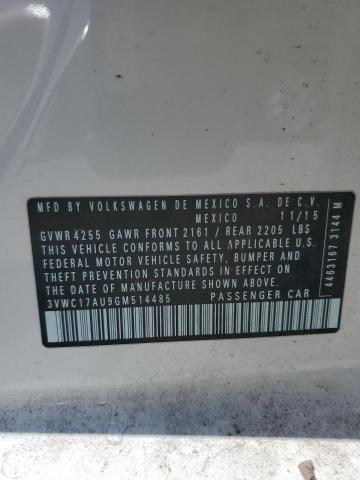 MFD BY VOLKSWAGEN DE MEXICO S.A. DE C.V.
MEXICO 11/15
GVWR 4255 GAWR FRONT 2161 / REAR 2205 LBS
THIS VEHICLE CONFORMS TO ALL APPLICABLE U.S.
FEDERAL MOTOR VEHICLE SAFETY, BUMPER AND
THEFT PREVENTION STANDARDS IN EFFECT ON THE
DATE OF MANUFACTURE SHOWN ABOVE.
3VWC17AU9GM514485 PASSENGER CAR
4463167 3144 M